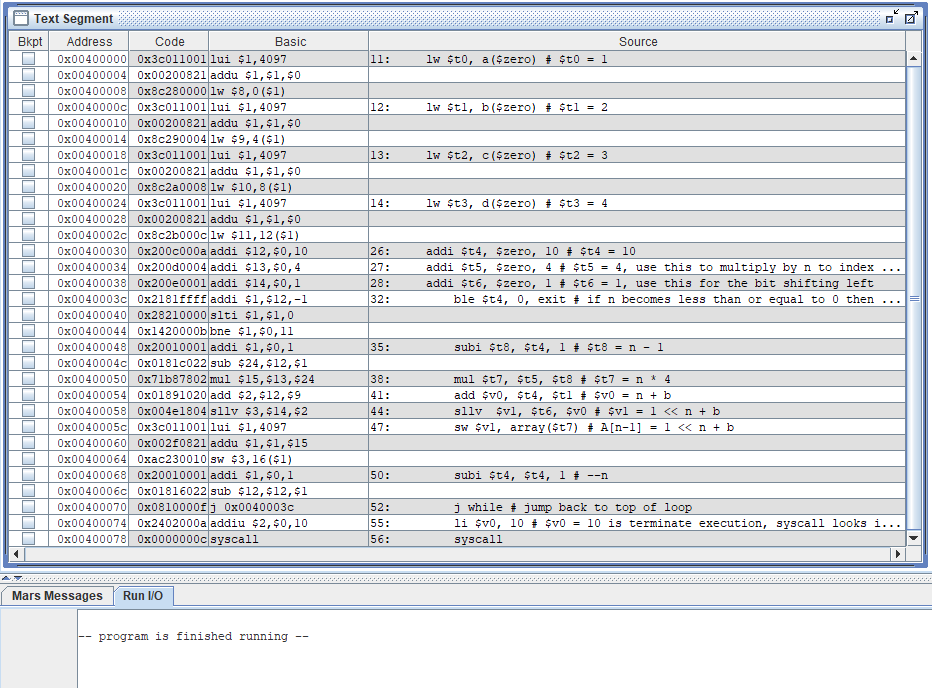 Text Segment
Bkpt Address Code Basic Source
0x00400000 0x3c011001 lui $1,4097 11: lw $t0, a($zero) # $t0 = 1
0x00400004 0x00200821 addu $1,$1,$0
0x00400008 0x8c280000 lw $8,0($1)
0x0040000c 0x3c011001 lui $1,4097 12: lw $t1, b($zero) # $t1 = 2
0x00400010 0x00200821 addu $1,$1,$0
0x00400014 0x8c290004 lw $9,4($1)
0x00400018 0x3c011001 lui $1,4097 13: lw $t2, c($zero) # $t2 = 3
0x0040001c 0x00200821 addu $1,$1,$0
0x00400020 0x8c2a0008 lw $10,8($1)
0x00400024 0x3c011001 lui $1,4097 14: lw $t3, d($zero) # $t3 = 4
0x00400028 0x00200821 addu $1,$1,$0
0x0040002c 0x8c2b000c lw $11,12($1)
0x00400030 0x200c000a addi $12,$0,10 26: addi $t4, $zero, 10 # $t4 = 10
0x00400034 0x200d0004 addi $13,$0,4 27: addi $t5, $zero, 4 # $t5 = 4, use this to multiply by n to index ...
0x00400038 0x200e0001 addi $14,$0,1 28: addi $t6, $zero, 1 # $t6 = 1, use this for the bit shifting left
0x0040003c 0x2181ffff addi $1,$12,-1 32: ble $t4, 0, exit # if n becomes less than or equal to 0 then ...
0x00400040 0x28210000 slti $1,$1,0
0x00400044 0x1420000b bne $1,$0,11
0x00400048 0x20010001 addi $1,$0,1 35: subi $t8, $t4, 1 # $t8 = n - 1
0x0040004c 0x0181c022 sub $24,$12,$1
0x00400050 0x71b87802 mul $15,$13,$24 38: mul $t7, $t5, $t8 # $t7 = n * 4
0x00400054 0x01891020 add $2,$12,$9 41: add $v0, $t4, $t1 # $v0 = n + b
0x00400058 0x004e1804 sllv $3,$14,$2 44: sllv $v1, $t6, $v0 # $v1 = 1 << n + b
0x0040005c 0x3c011001 lui $1,4097 47: sw $v1, array($t7) # A[n-1] = 1 << n + b
0x00400060 0x002f0821 addu $1,$1,$15
0x00400064 0xac230010 sw $3,16($1)
0x00400068 0x20010001 addi $1,$0,1 50: subi $t4, $t4, 1 # --n
0x0040006c 0x01816022 sub $12,$12,$1
0x00400070 0x0810000f j 0x0040003c 52: j while # jump back to top of loop
0x00400074 0x2402000a addiu $2,$0,10 55: li $v0, 10 # $v0 = 10 is terminate execution, syscall looks i...
0x00400078 0x0000000c syscall 56: syscall
Mars Messages Run I/O
-- program is finished running --